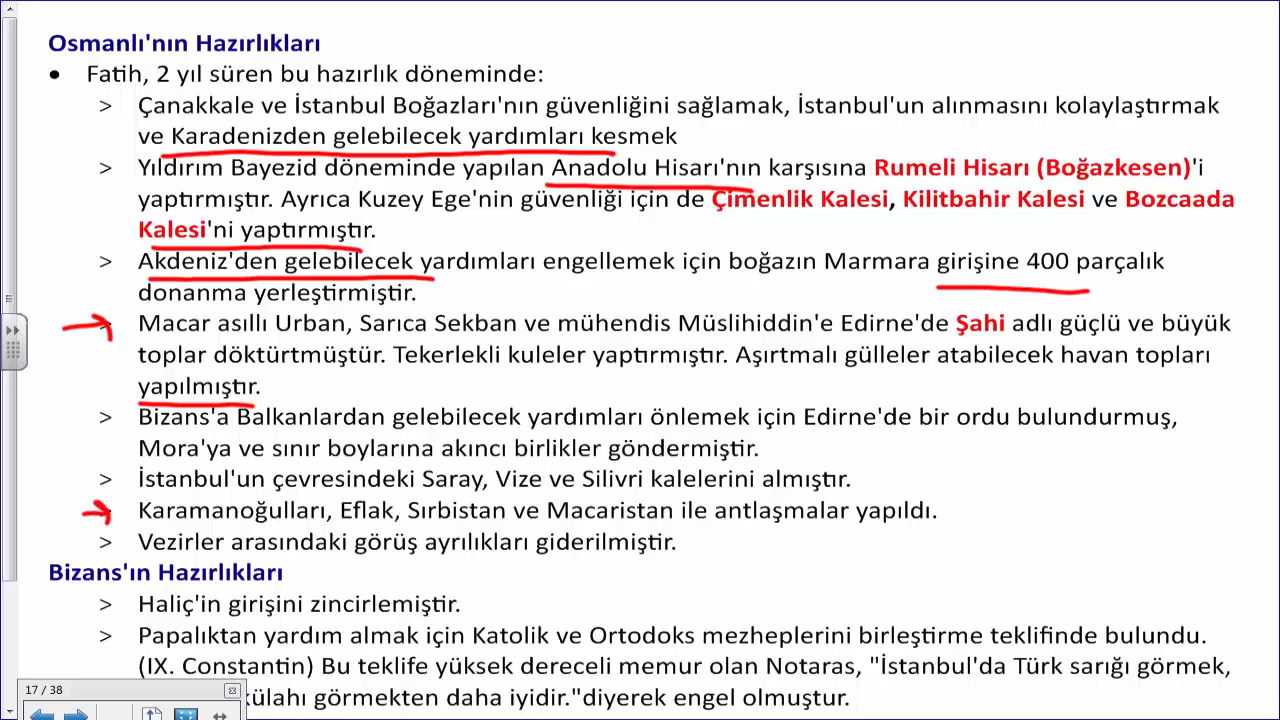 Osmanlı'nın Hazırlıkları
• Fatih, 2 yıl süren bu hazırlık döneminde:
> Çanakkale ve İstanbul Boğazları'nın güvenliğini sağlamak, İstanbul'un alınmasını kolaylaştırmak
ve Karadenizden gelebilecek yardımları kesmek
> Yıldırım Bayezid döneminde yapılan Anadolu Hisarı'nın karşısına Rumeli Hisarı (Boğazkesen)'i
yaptırmıştır. Ayrıca Kuzey Ege'nin güvenliği için de Çimenlik Kalesi, Kilitbahir Kalesi ve Bozcaada
Kalesi'ni yaptırmıştır.
> Akdeniz'den gelebilecek yardımları engellemek için boğazın Marmara girişine 400 parçalık
donanma yerleştirmiştir.
> Macar asıllı Urban, Sarıca Sekban ve mühendis Müslihiddin'e Edirne'de Şahi adlı güçlü ve büyük
toplar döktürtmüştür. Tekerlekli kuleler yaptırmıştır. Aşırtmalı gülleler atabilecek havan topları
yapılmıştır.
> Bizans'a Balkanlardan gelebilecek yardımları önlemek için Edirne'de bir ordu bulundurmuş,
Mora'ya ve sınır boylarına akıncı birlikler göndermiştir.
> İstanbul'un çevresindeki Saray, Vize ve Silivri kalelerini almıştır.
> Karamanoğulları, Eflak, Sırbistan ve Macaristan ile antlaşmalar yapıldı.
> Vezirler arasındaki görüş ayrılıkları giderilmiştir.
Bizans'ın Hazırlıkları
> Haliç'in girişini zincirlemiştir.
> Papalıktan yardım almak için Katolik ve Ortodoks mezheplerini birleştirme teklifinde bulundu.
(IX. Constantin) Bu teklife yüksek dereceli memur olan Notaras, "İstanbul'da Türk sarığı görmek,
külahı görmekten daha iyidir."diyerek engel olmuştur.
17 / 38